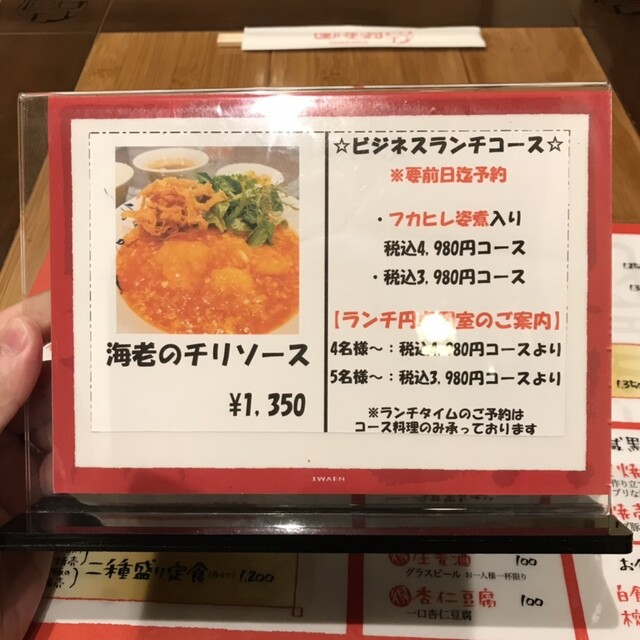 海老のチリソース
¥1,350
☆ビジネスランチコース☆
※要前日迄予約
・フカヒレ姿煮入り
税込4,980円コース
・税込3,980円コース
【ランチ円卓個室のご案内】
4名様~:税込4,980円コースより
5名様~:税込3,980円コースより
※ランチタイムのご予約は
コース料理のみ承っております
二種盛り定食
1,200
生麦酒 100
グラスビール お一人様一杯限り
杏仁豆腐 100
一口杏仁豆腐